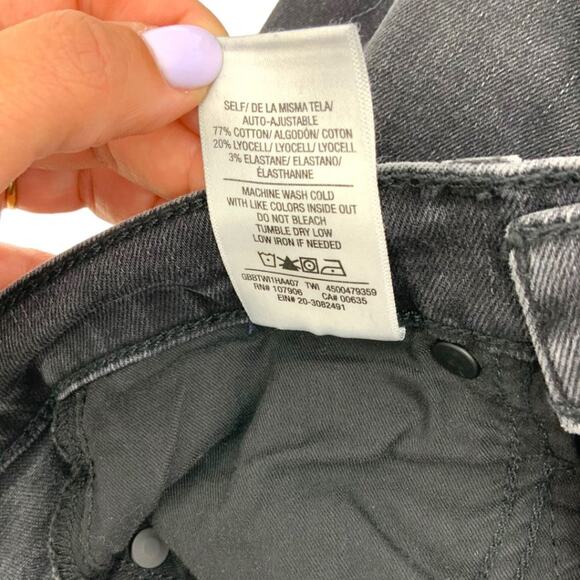 SELF/ DE LA MISMA TELA/
AUTO-AJUSTABLE
77% COTTON/ ALGODÓN/ COTON
20% LYOCELL/ LYOCELL/ LYOCELL
3% ELASTANE/ ELASTANO/
ÉLASTHANNE
MACHINE WASH COLD
WITH LIKE COLORS INSIDE OUT
DO NOT BLEACH
TUMBLE DRY LOW
LOW IRON IF NEEDED
GBBTWI1HA407 TWI 4500479359
RN# 107906 CA# 00635
EIN# 20-3082491